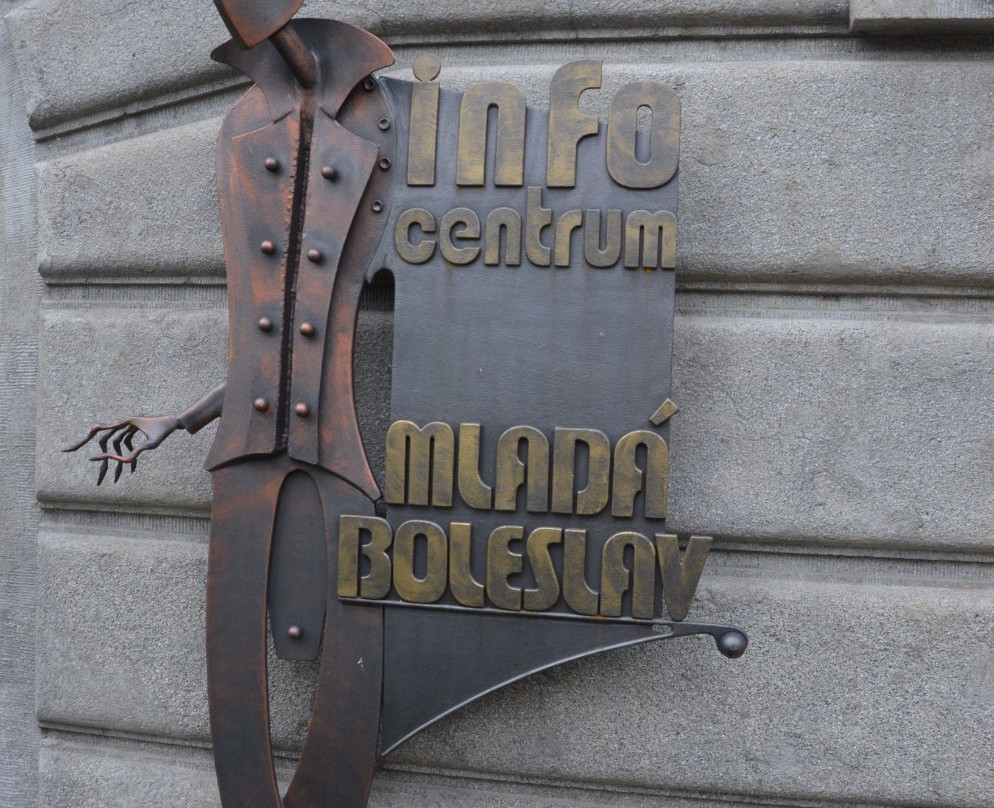 info
centrum
MLADÁ
BOLESLAV